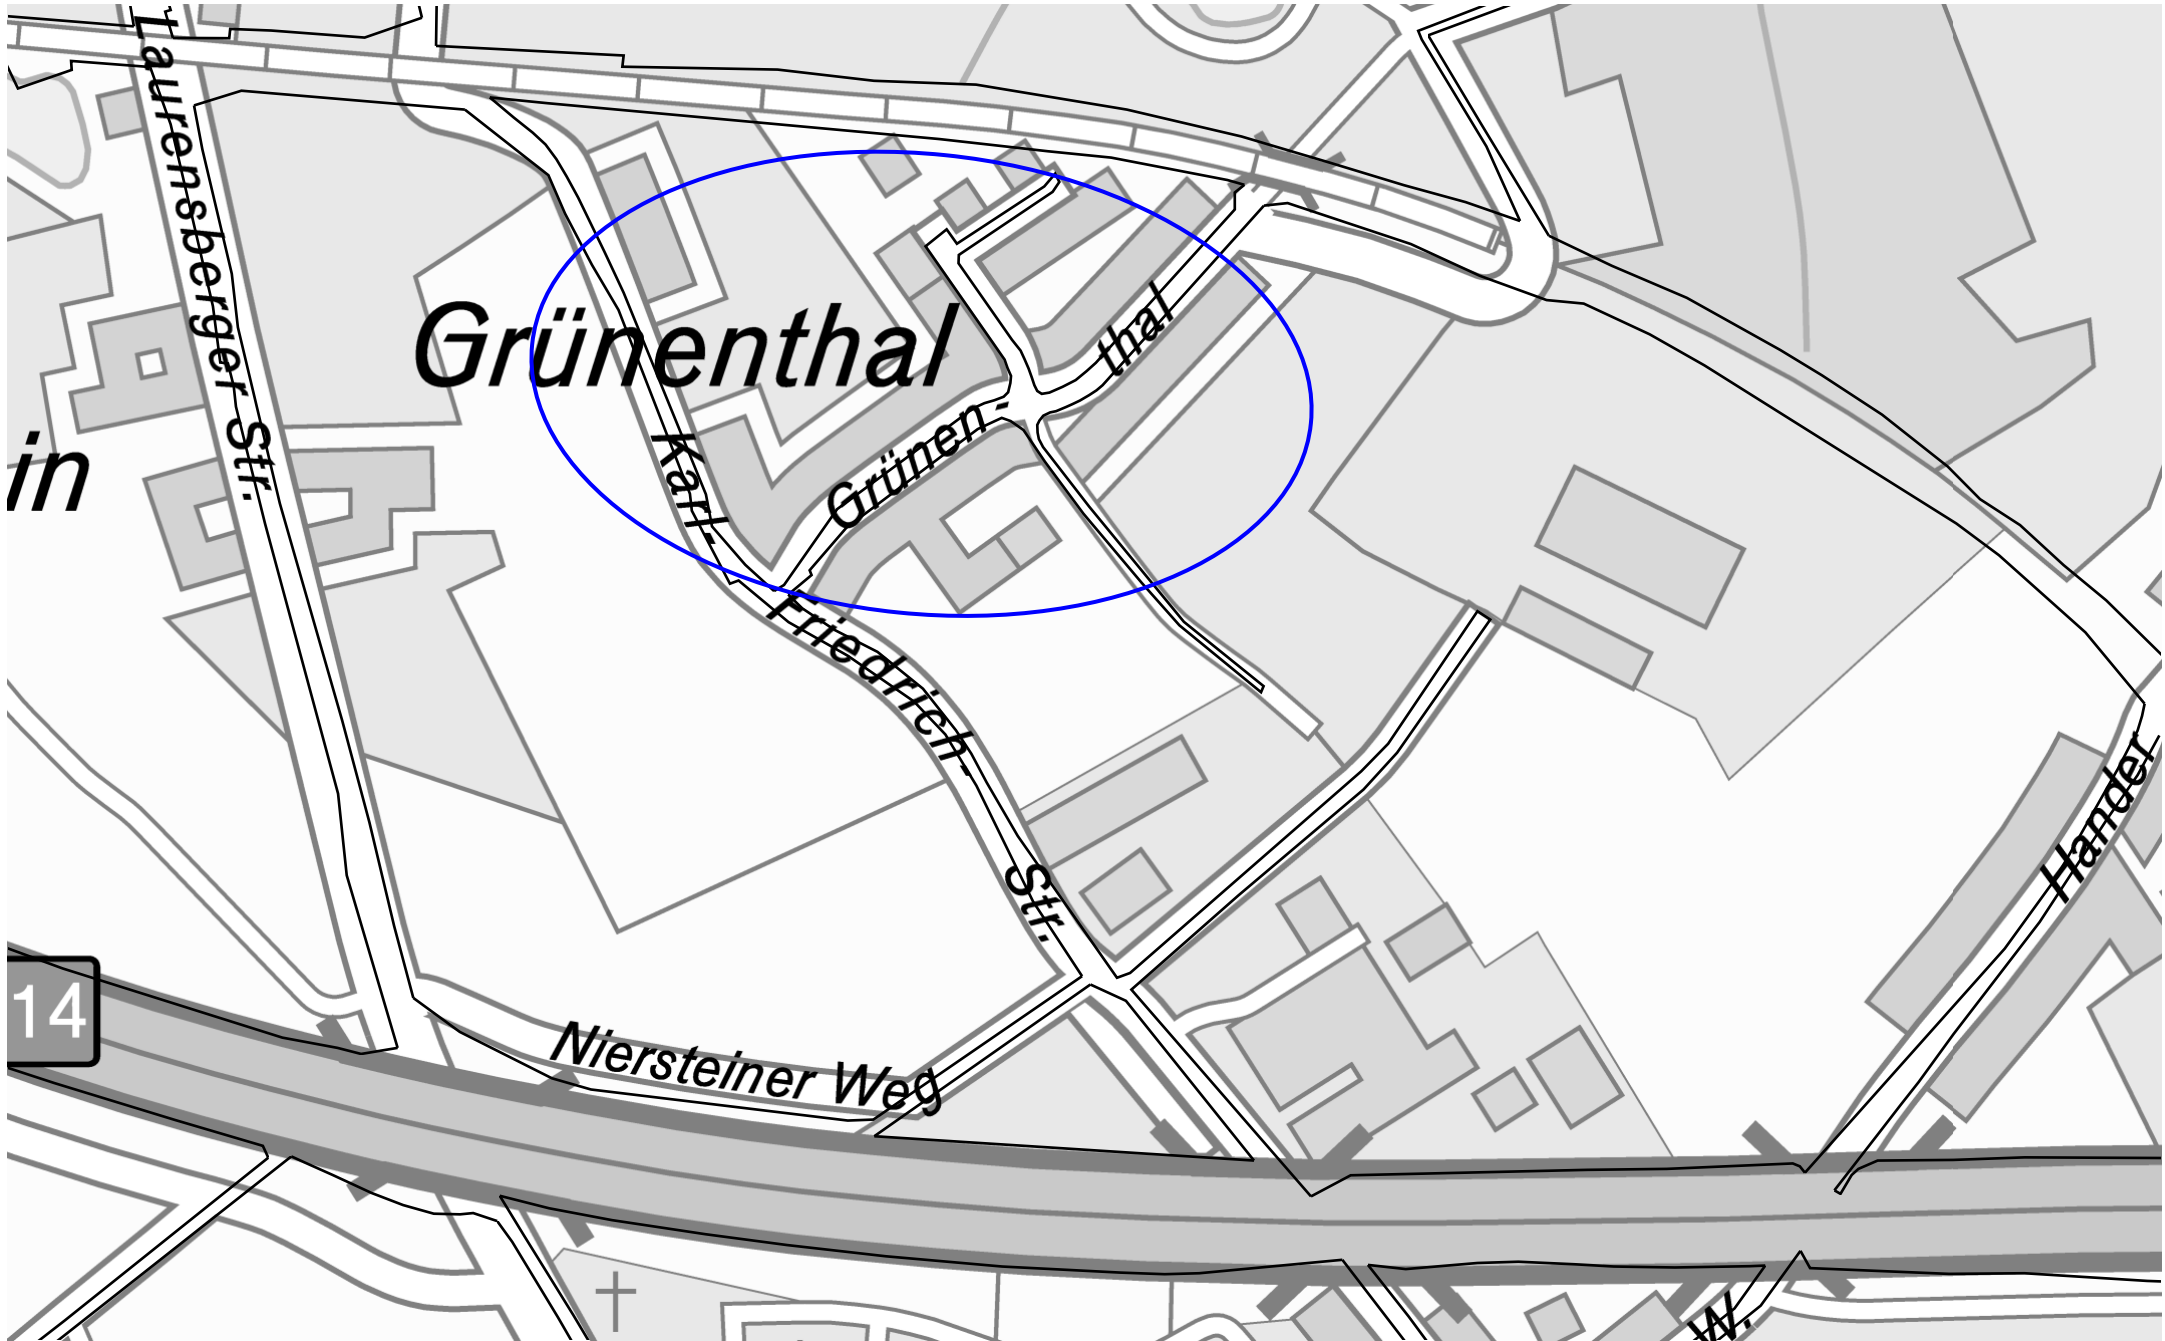 Laurensberger Str.
Grünenthal
thal
Grünen-
Karl-
in
Friedrich-
Hander
Str.
14
Niersteiner Weg
W.